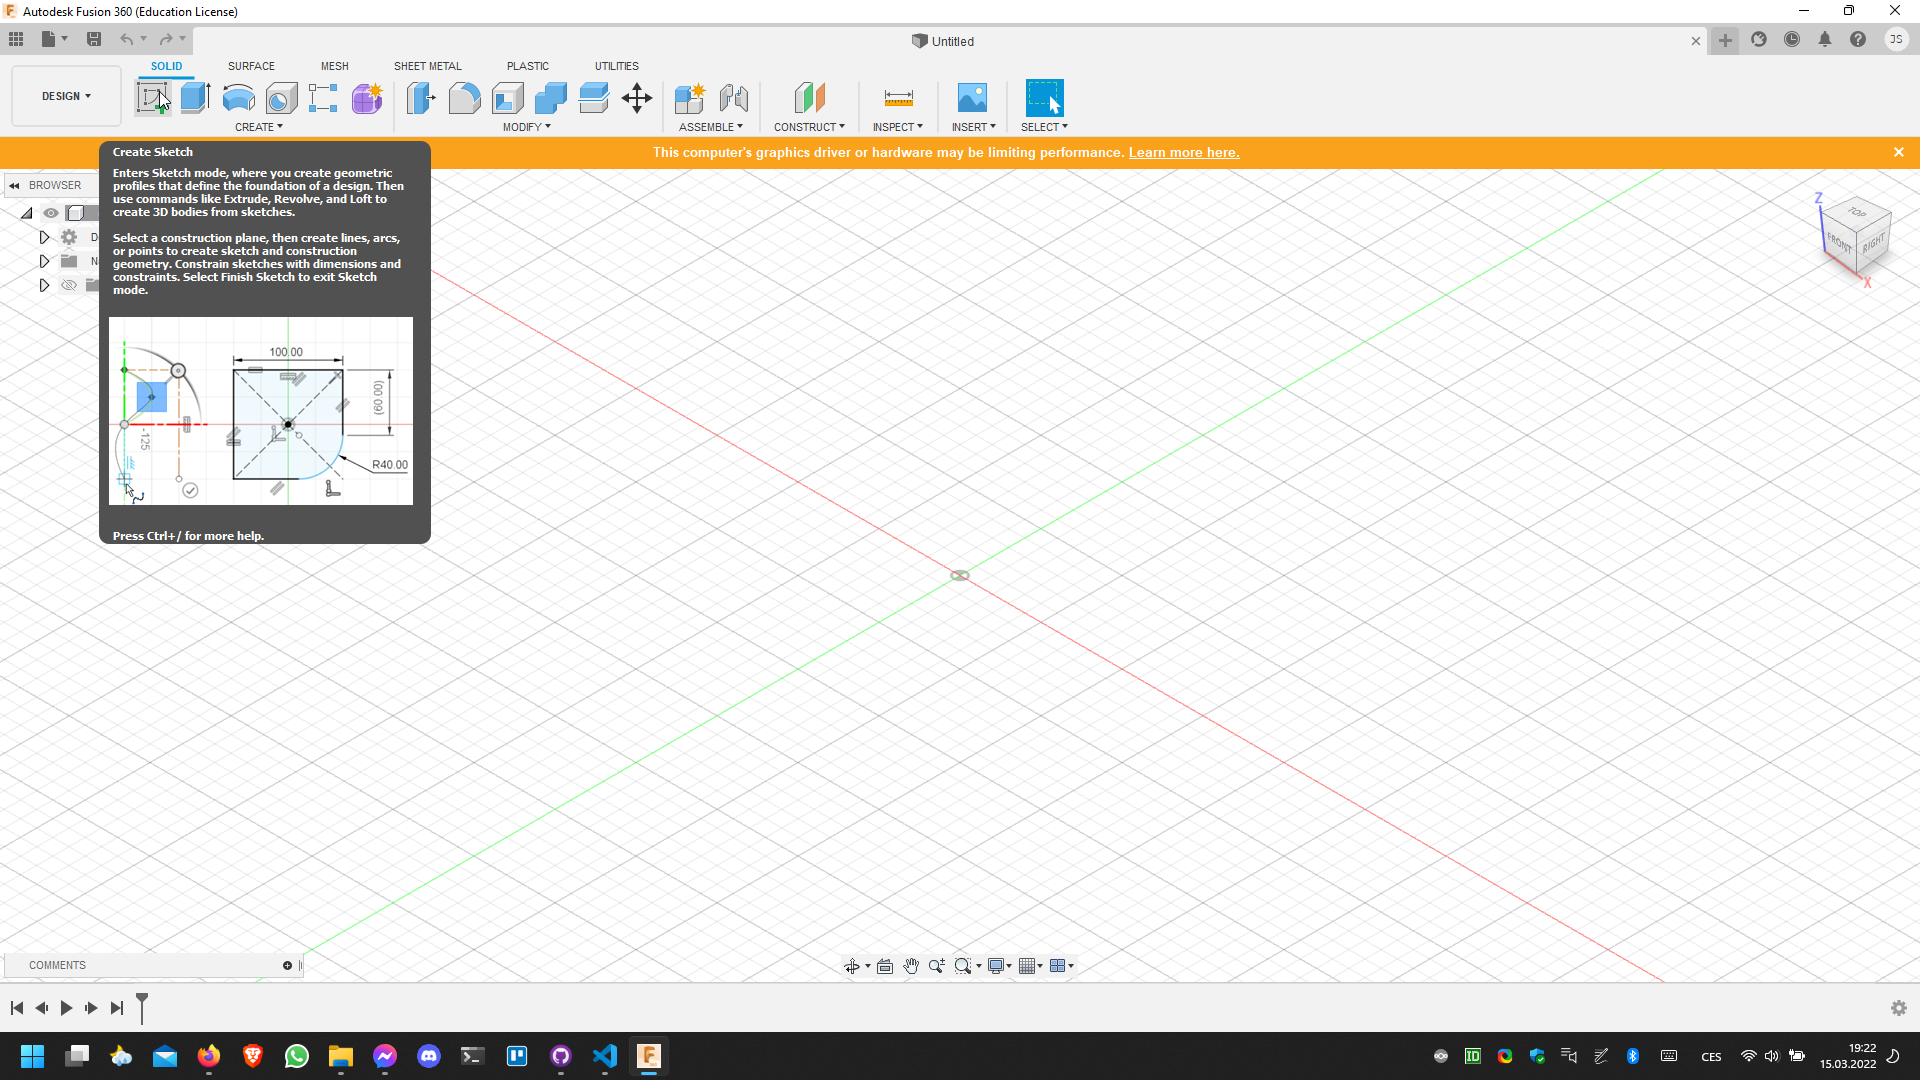 Autodesk Fusion 360 (Education License)
Untitled
JS
SOLID
SURFACE
MESH
SHEET METAL
PLASTIC
UTILITIES
DESIGN
CREATE
MODIFY
ASSEMBLE
CONSTRUCT
INSPECT
INSERT
SELECT
This computer's graphics driver or hardware may be limiting performance. Learn more here.
BROWSER
D
N
Create Sketch
Enters Sketch mode, where you create geometric
profiles that define the foundation of a design. Then
use commands like Extrude, Revolve, and Loft to
create 3D bodies from sketches.
Select a construction plane, then create lines, arcs,
or points to create sketch and construction
geometry. Constrain sketches with dimensions and
constraints. Select Finish Sketch to exit Sketch
mode.
100.00
(60.00)
-125
R40.00
Press Ctrl+/ for more help.
Z
TOP
FRONT
RIGHT
X
COMMENTS
ID
CES
19:22
15.03.2022